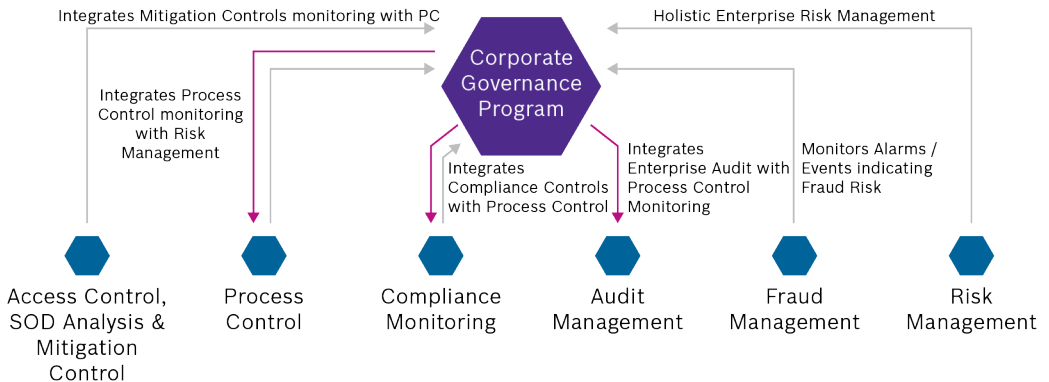 Integrates Mitigation Controls monitoring with PC
Holistic Enterprise Risk Management
Corporate
Governance
Program
Integrates Process
Control monitoring
with Risk
Management
Integrates
Compliance Controls
with Process Control
Integrates
Enterprise Audit with
Process Control
Monitoring
Monitors Alarms /
Events indicating
Fraud Risk
Access Control,
SOD Analysis &
Mitigation
Control
Process
Control
Compliance
Monitoring
Audit
Management
Fraud
Management
Risk
Management